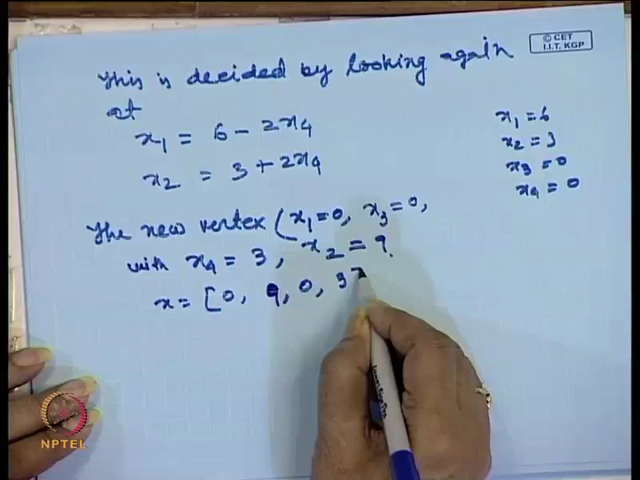 © CET
I.I.T. KGP
This is decided by looking again
at
x₁ = 6 - 2x₄
x₂ = 3 + 2x₄
x₁ = 6
x₂ = 3
x₃ = 0
x₄ = 0
The new vertex (x₁=0, x₃=0,
with x₄ = 3, x₂ = 9.
x = [0, 9, 0, 3]
NPTEL